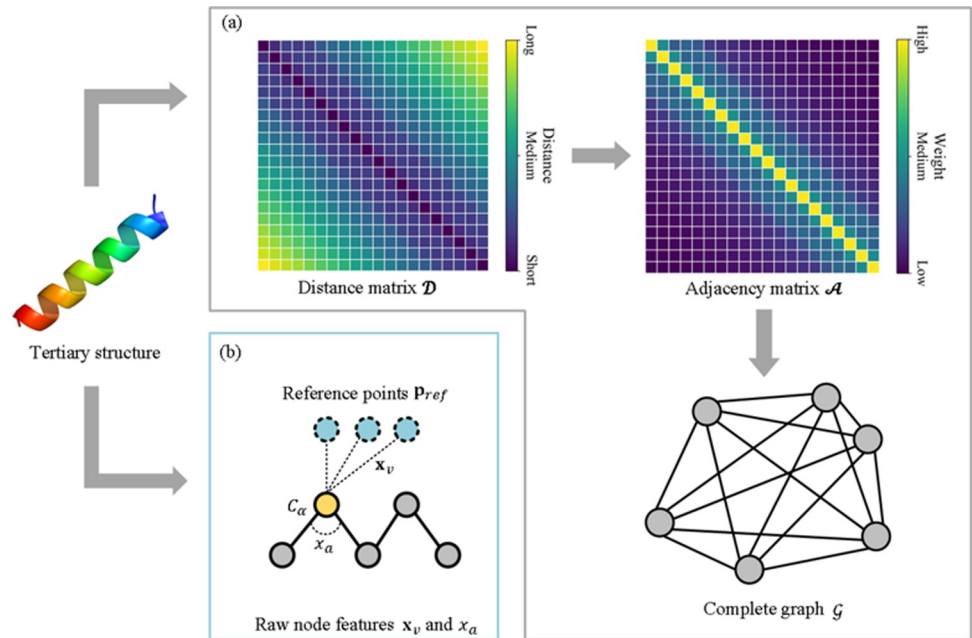 (a)
Long
Medium
Short
Distance
Distance matrix 𝒟
High
Medium
Low
Weight
Adjacency matrix 𝒜
Tertiary structure
(b)
Reference points p_ref
x_v
C_α
x_a
Raw node features x_v and x_a
Complete graph 𝒢